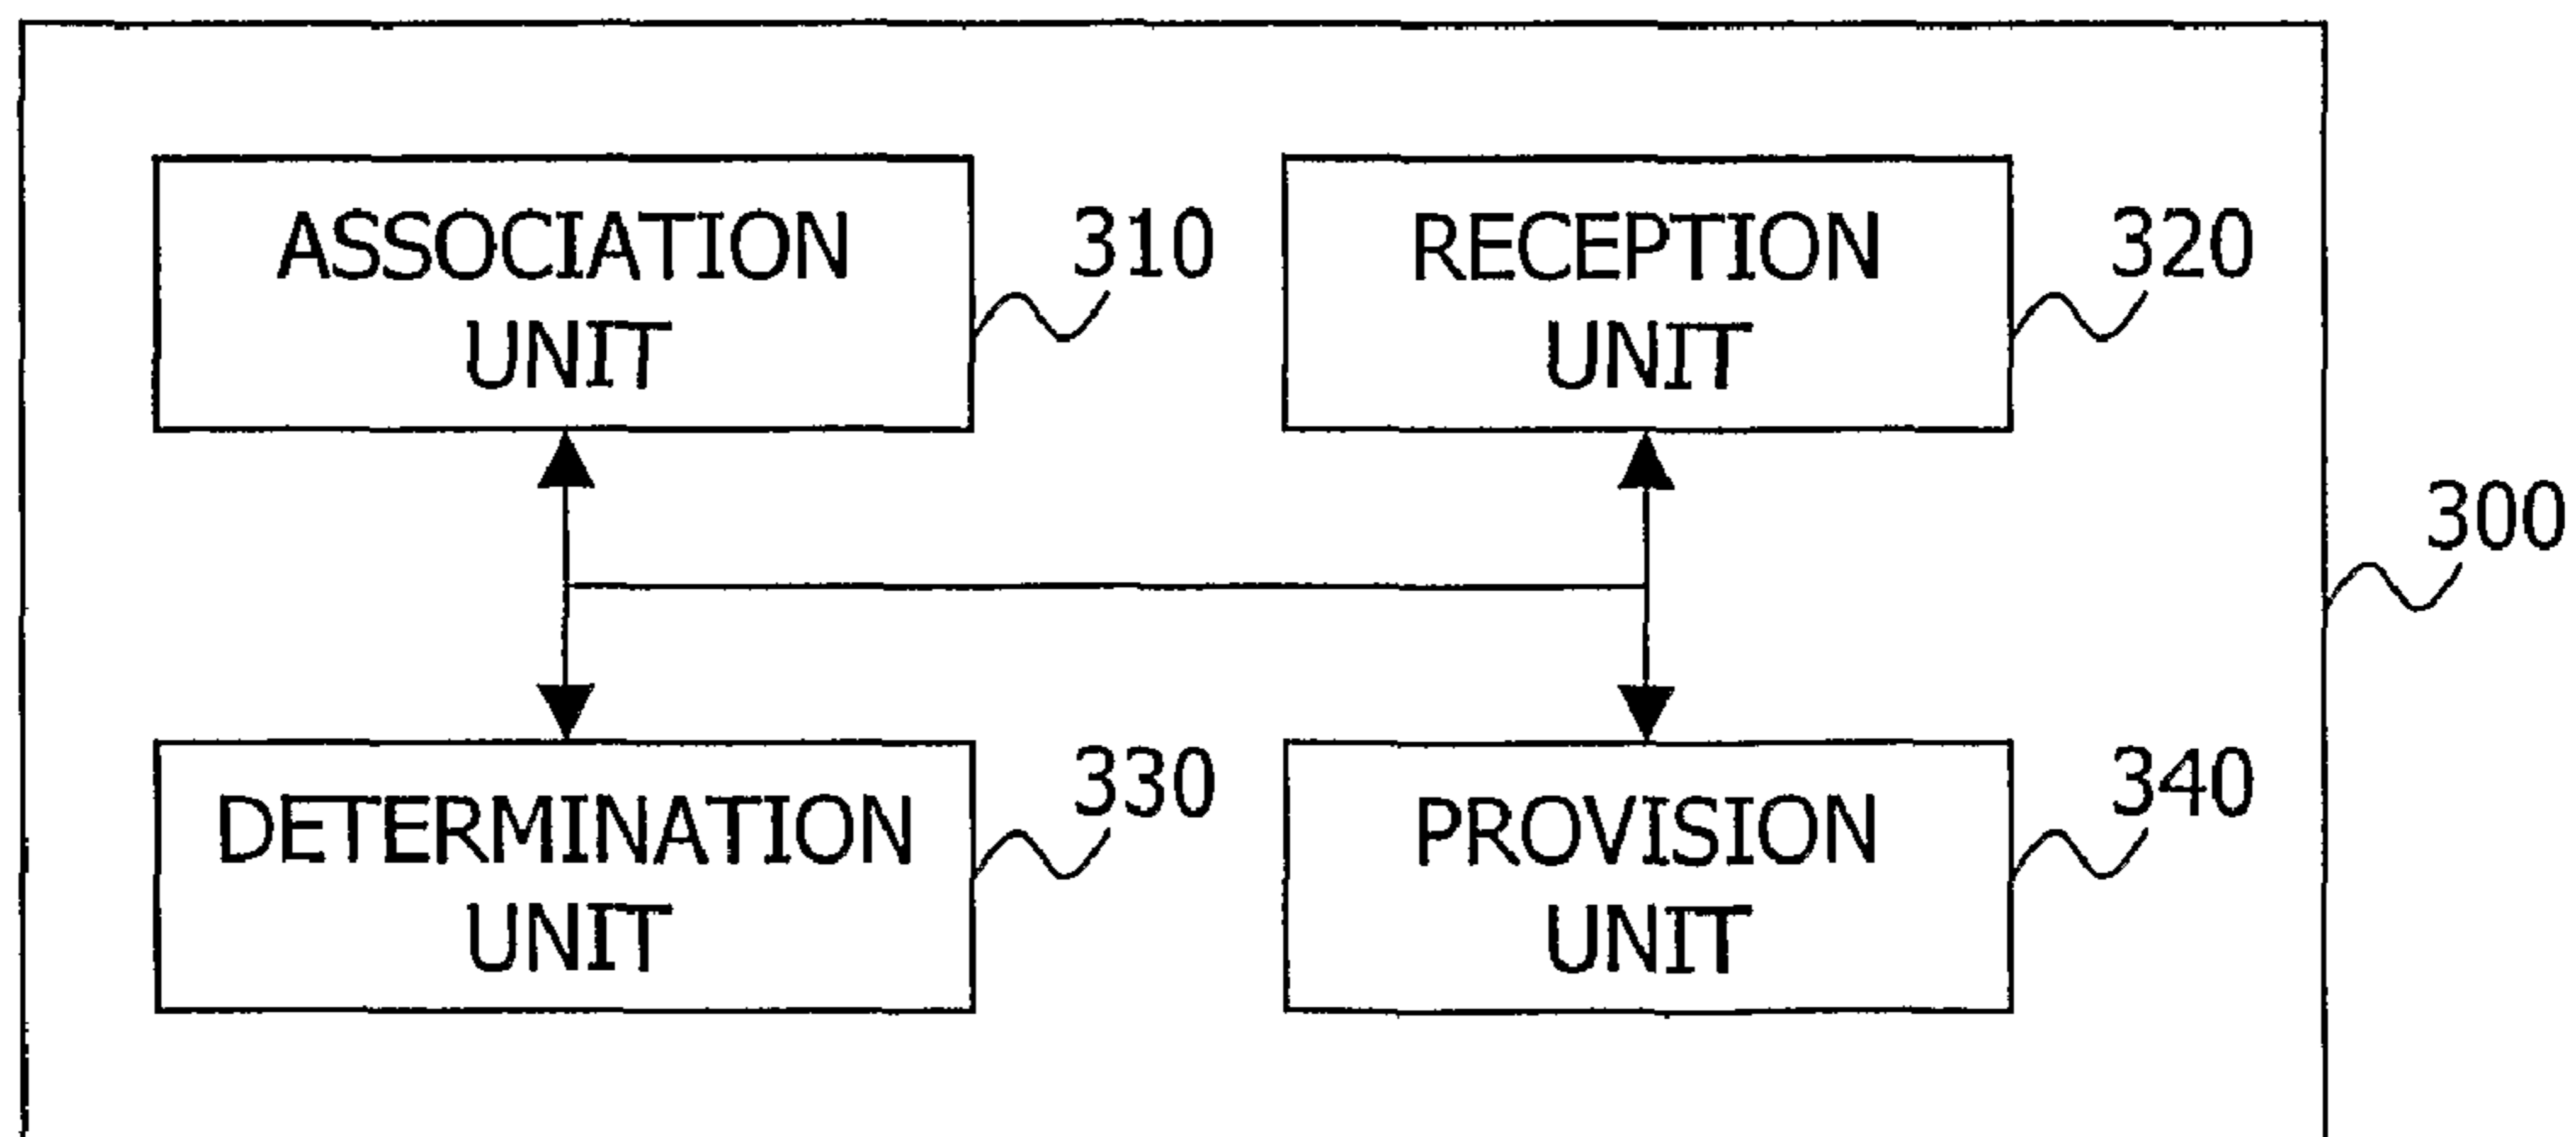 ASSOCIATION
UNIT
310
RECEPTION
UNIT
320
300
DETERMINATION
UNIT
330
PROVISION
UNIT
340